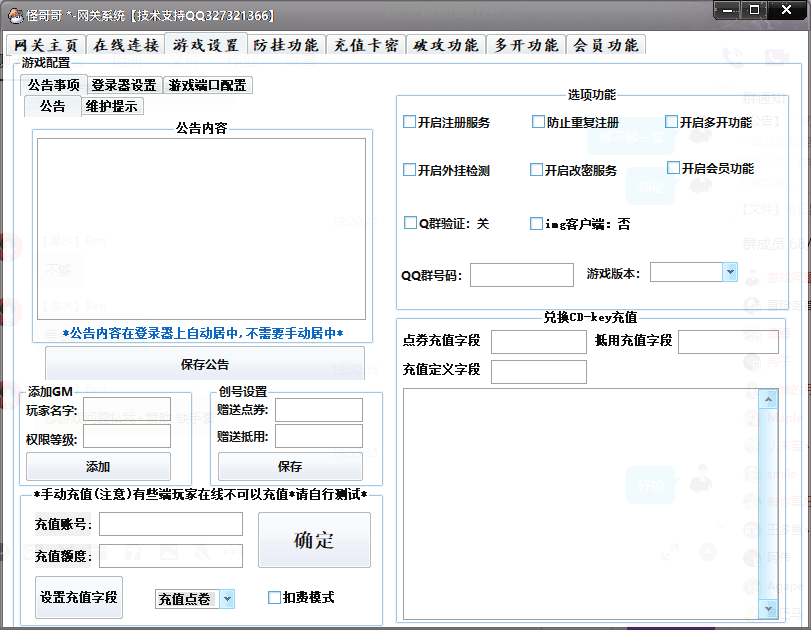 怪哥哥 *-网关系统【技术支持QQ327321366】
网关主页 在线连接 游戏设置 防挂功能 充值卡密 破攻功能 多开功能 会员功能
游戏配置
公告事项 登录器设置 游戏端口配置
公告 维护提示
公告内容
*公告内容在登录器上自动居中,不需要手动居中*
保存公告
添加GM
玩家名字:
权限等级:
添加
创号设置
赠送点券:
赠送抵用:
保存
*手动充值(注意)有些端玩家在线不可以充值*请自行测试*
充值账号:
充值额度:
确定
设置充值字段 充值点卷 扣费模式
选项功能
开启注册服务 防止重复注册 开启多开功能
开启外挂检测 开启改密服务 开启会员功能
Q群验证: 关 img客户端: 否
QQ群号码: 游戏版本:
兑换CD-key充值
点券充值字段 抵用充值字段
充值定义字段